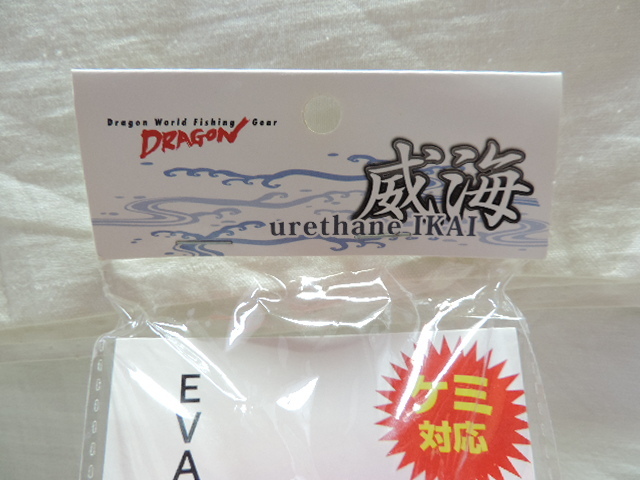 Dragon World Fishing Gear
DRAGON
威海
urethane IKAI
EVA
ケミ
対応